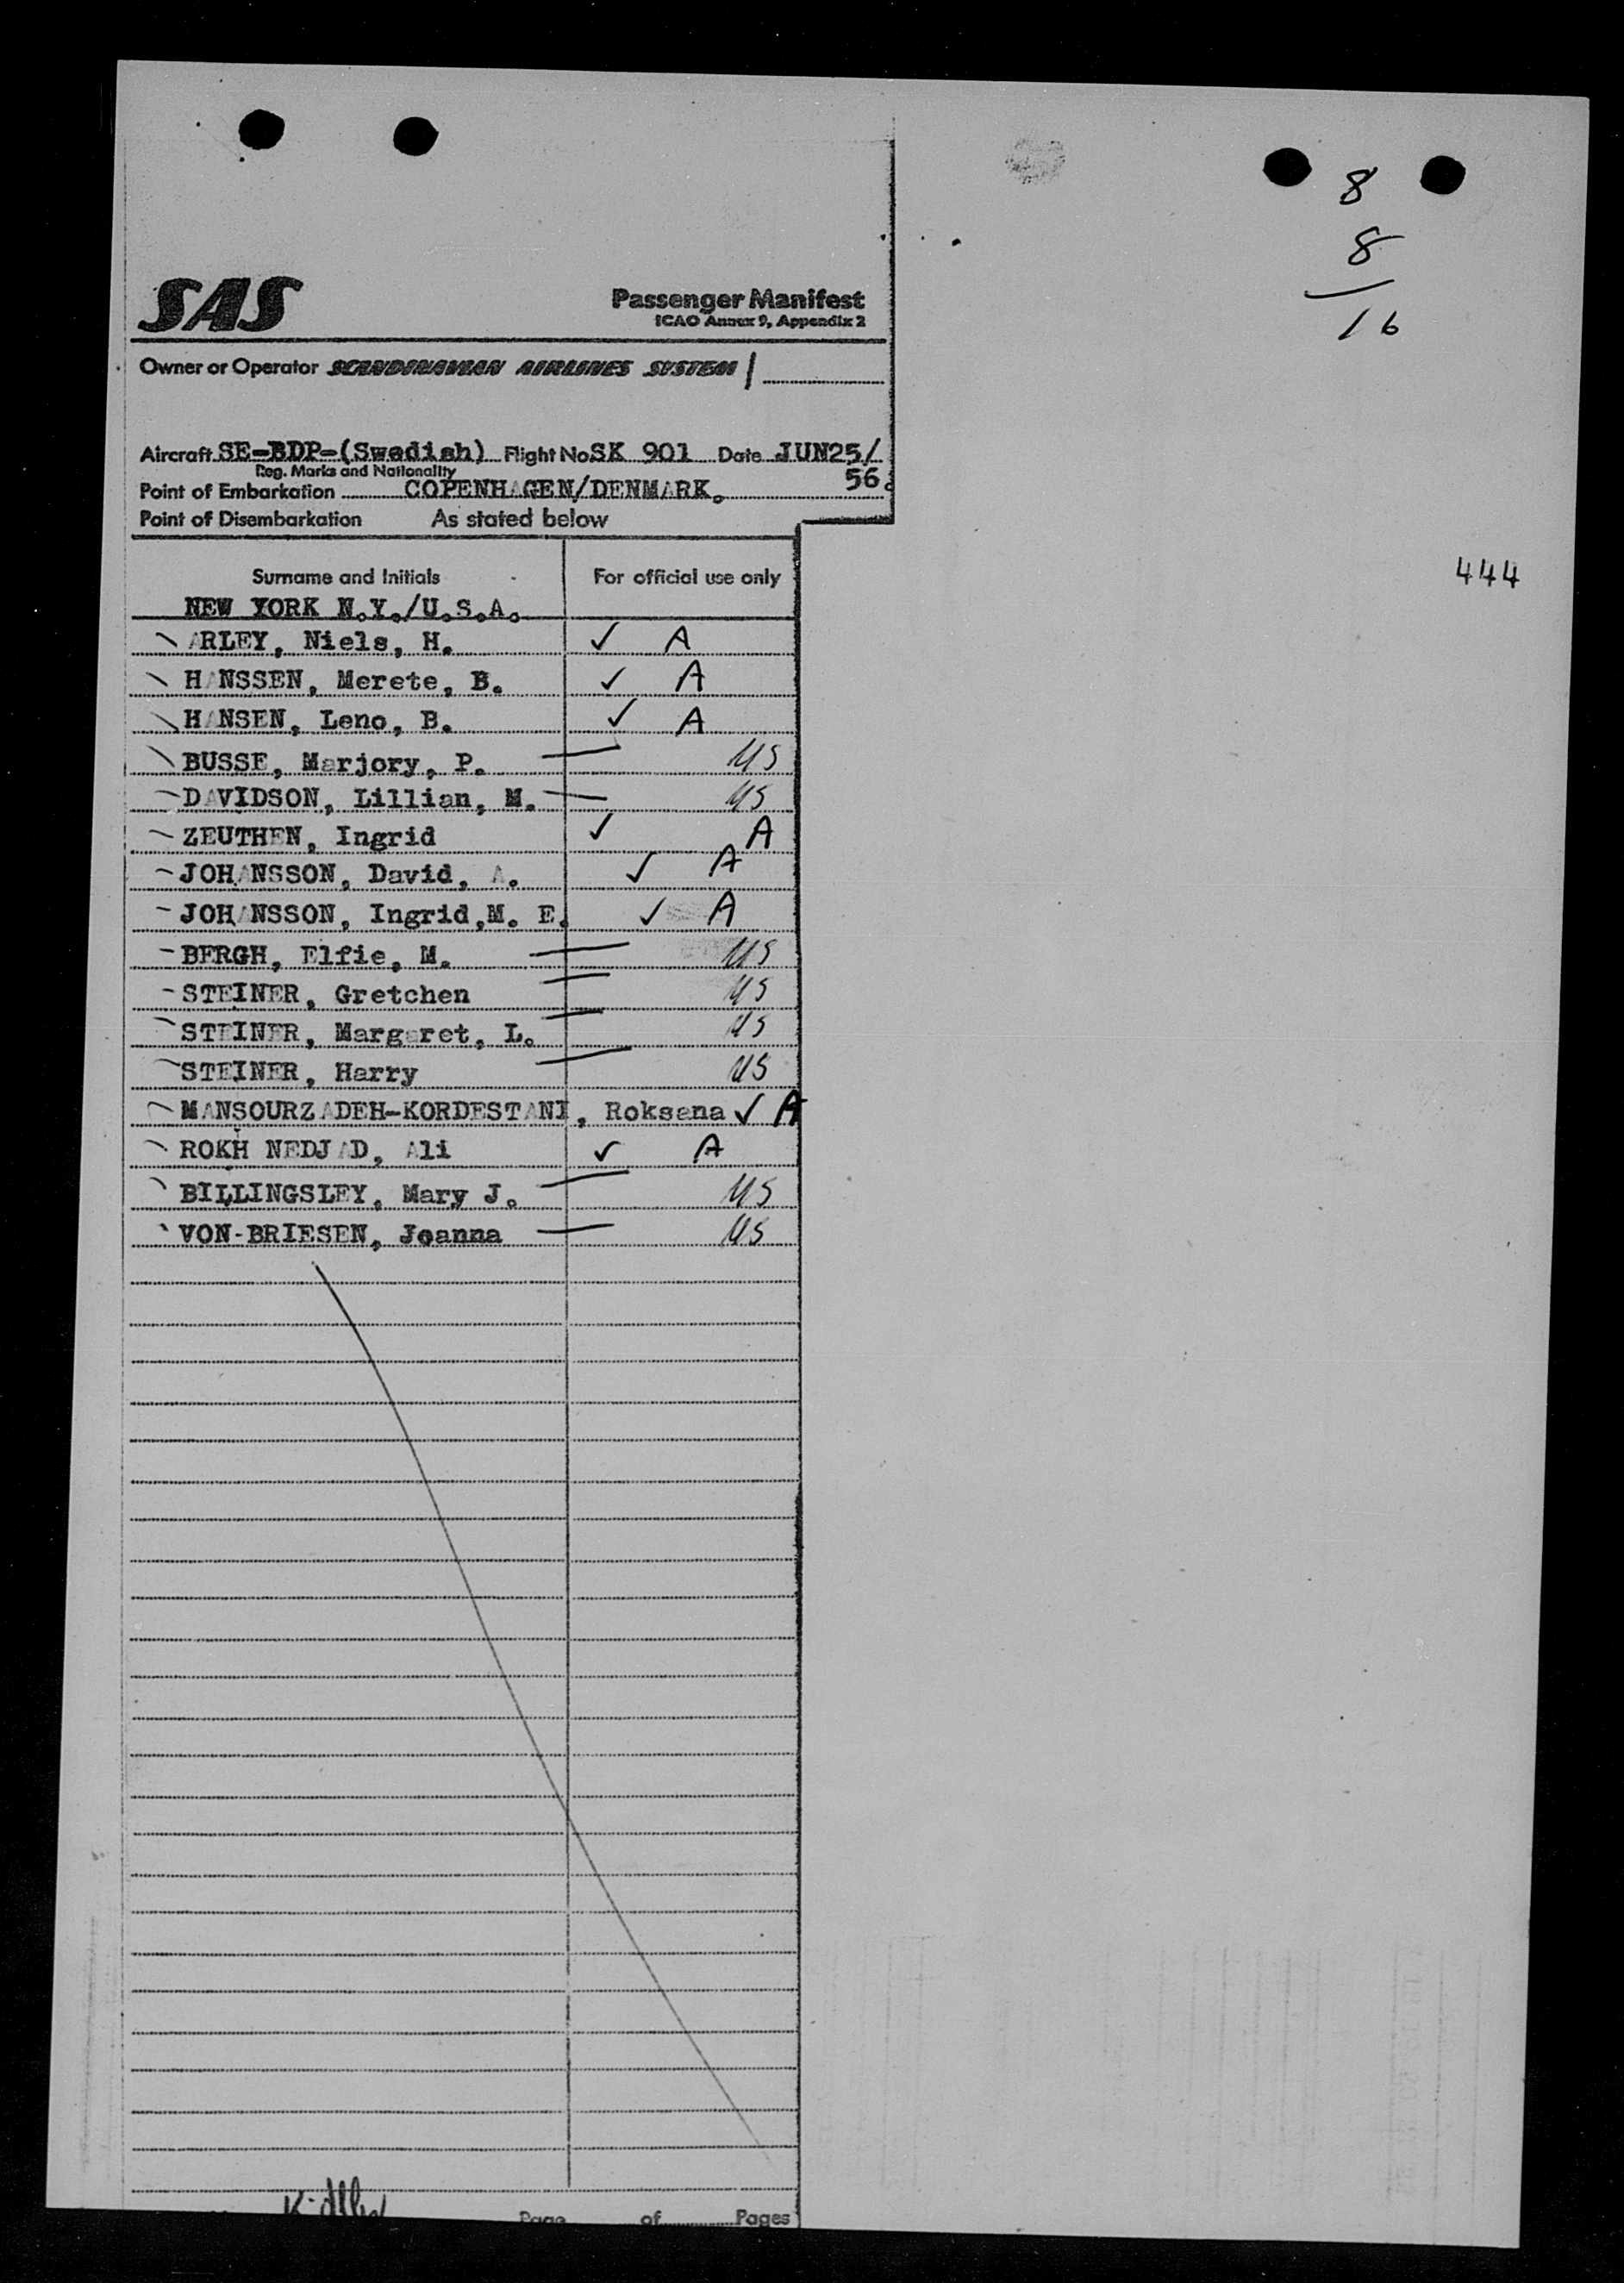 8
8
16
SAS
Passenger Manifest
ICAO Annex 9, Appendix 2
Owner or Operator SCANDINAVIAN AIRLINES SYSTEM
Aircraft SE-BDP-(Swedish) Flight No SK 901 Date JUN25/
56.
Reg. Marks and Nationality
Point of Embarkation COPENHAGEN/DENMARK.
Point of Disembarkation As stated below
444
Surname and Initials For official use only
NEW YORK N.Y./U.S.A.
ARLEY, Niels, H. ✓ A
HANSSEN, Merete, B. ✓ A
HANSEN, Leno, B. ✓ A
BUSSE, Marjory, P. — US
DAVIDSON, Lillian, M. — US
ZEUTHEN, Ingrid ✓ A
JOHANSSON, David, A. ✓ A
JOHANSSON, Ingrid,M. E. ✓ A
BERGH, Elfie, M. — US
STEINER, Gretchen — US
STEINER, Margaret, L. — US
STEINER, Harry — US
MANSOURZADEH-KORDESTANI, Roksana ✓ A
ROKH NEDJAD, Ali ✓ A
BILLINGSLEY, Mary J. — US
VON-BRIESEN, Joanna — US
Page of Pages